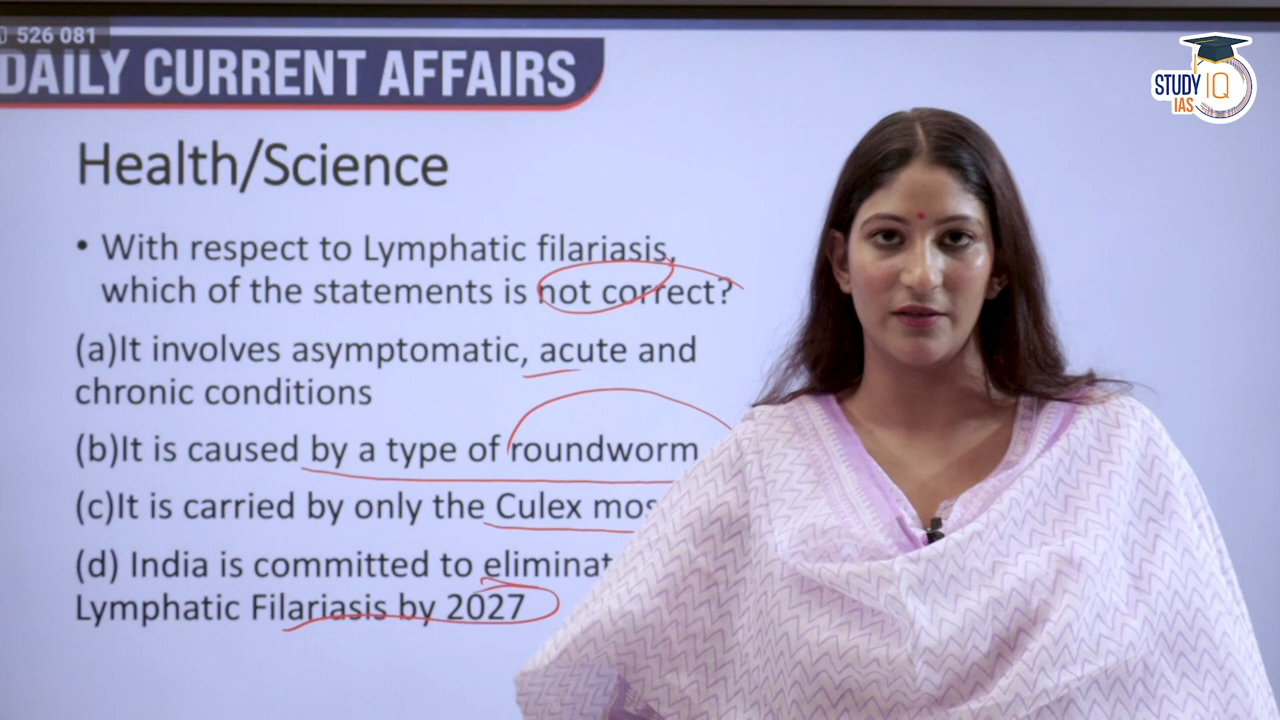 526 081
DAILY CURRENT AFFAIRS
STUDY IQ
IAS
Health/Science
• With respect to Lymphatic filariasis,
which of the statements is not correct?
(a)It involves asymptomatic, acute and
chronic conditions
(b)It is caused by a type of roundworm
(c)It is carried by only the Culex
(d) India is committed to
Lymphatic Filariasis by 2027